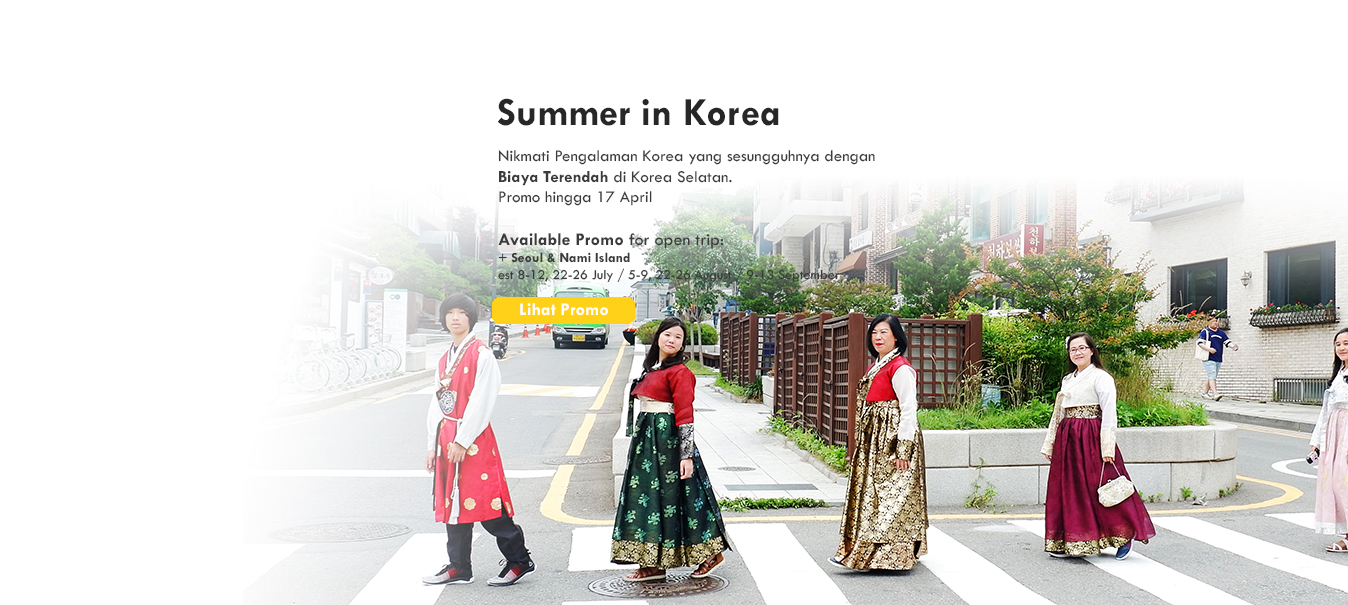 Summer in Korea
Nikmati Pengalaman Korea yang sesungguhnya dengan
Biaya Terendah di Korea Selatan.
Promo hingga 17 April
Available Promo for open trip:
+ Seoul & Nami Island
est 8-12, 22-26 July / 5-9, 22-26 August / 9-13 September
Lihat Promo